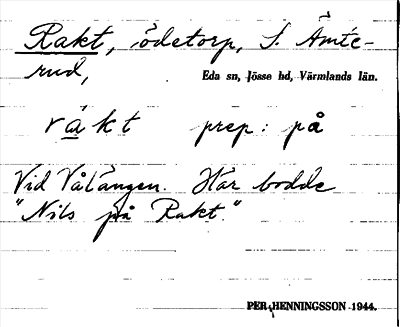 Rakt, ödetorp, S. Ämte-
rud,
Eda sn, Jösse hd, Värmlands län.
råkt prep: på
Vid Vålängen. Här bodde
"Nils på Rakt."
PER HENNINGSSON 1944.